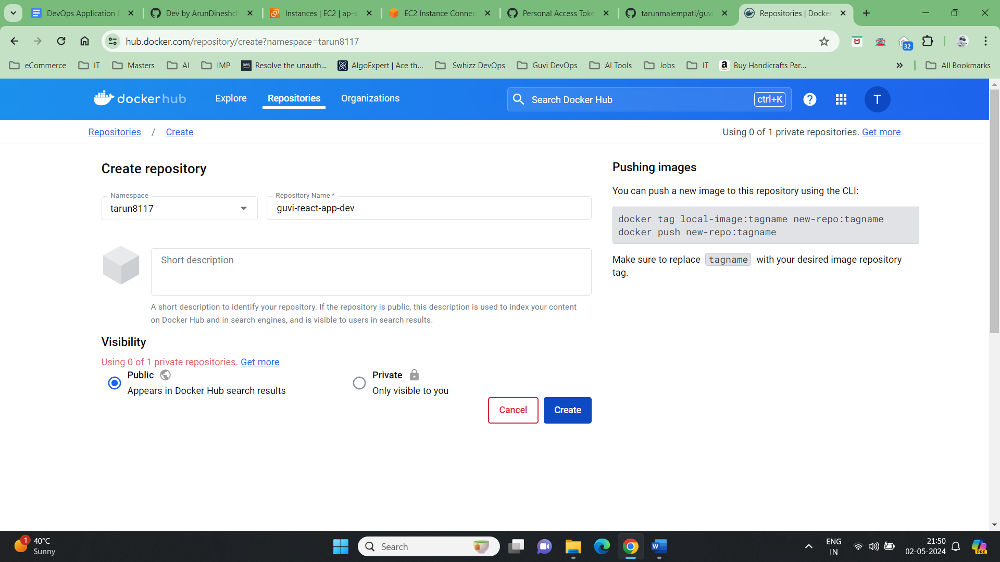 DevOps Application D
Dev by ArunDineshch
Instances | EC2 | ap-s
EC2 Instance Connec
Personal Access Toke
tarunmalempati/guvi
Repositories | Docker
hub.docker.com/repository/create?namespace=tarun8117
32
eCommerce
IT
Masters
AI
IMP
aws
Resolve the unauth...
AlgoExpert | Ace th...
Swhizz DevOps
Guvi DevOps
AI Tools
Jobs
IT
a
Buy Handicrafts Par...
»
All Bookmarks
dockerhub
Explore
Repositories
Organizations
Search Docker Hub
ctrl+K
?
T
Repositories / Create
Using 0 of 1 private repositories. Get more
Create repository
Namespace
tarun8117
Repository Name *
guvi-react-app-dev
Short description
A short description to identify your repository. If the repository is public, this description is used to index your content
on Docker Hub and in search engines, and is visible to users in search results.
Visibility
Using 0 of 1 private repositories. Get more
Public
Appears in Docker Hub search results
Private
Only visible to you
Cancel
Create
Pushing images
You can push a new image to this repository using the CLI:
docker tag local-image:tagname new-repo:tagname
docker push new-repo:tagname
Make sure to replace tagname with your desired image repository
tag.
1
40°C
Sunny
Search
W
ENG
IN
21:50
02-05-2024
PRE